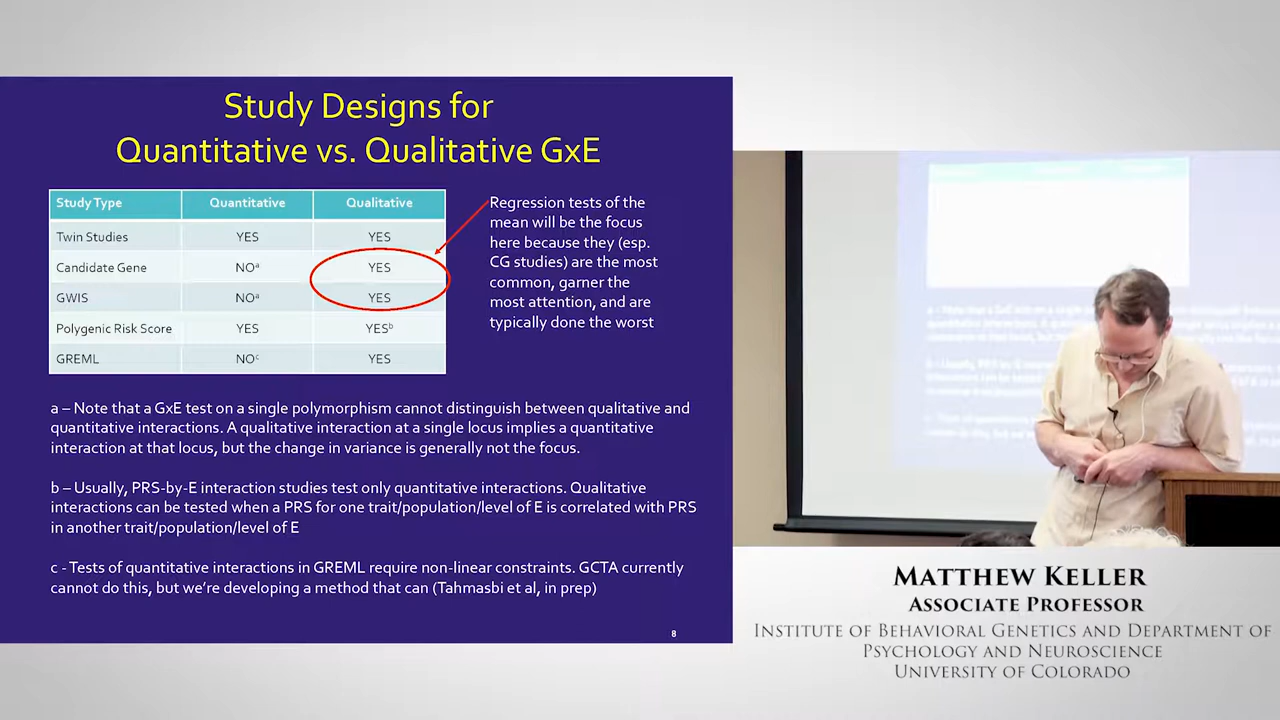 Study Designs for
Quantitative vs. Qualitative GxE
Study Type Quantitative Qualitative
Twin Studies YES YES
Candidate Gene NOᵃ YES
GWIS NOᵃ YES
Polygenic Risk Score YES YESᵇ
GREML NOᶜ YES
Regression tests of the
mean will be the focus
here because they (esp.
CG studies) are the most
common, garner the
most attention, and are
typically done the worst
a – Note that a GxE test on a single polymorphism cannot distinguish between qualitative and
quantitative interactions. A qualitative interaction at a single locus implies a quantitative
interaction at that locus, but the change in variance is generally not the focus.
b – Usually, PRS-by-E interaction studies test only quantitative interactions. Qualitative
interactions can be tested when a PRS for one trait/population/level of E is correlated with PRS
in another trait/population/level of E
c - Tests of quantitative interactions in GREML require non-linear constraints. GCTA currently
cannot do this, but we're developing a method that can (Tahmasbi et al, in prep)
8
MATTHEW KELLER
ASSOCIATE PROFESSOR
INSTITUTE OF BEHAVIORAL GENETICS AND DEPARTMENT OF
PSYCHOLOGY AND NEUROSCIENCE
UNIVERSITY OF COLORADO